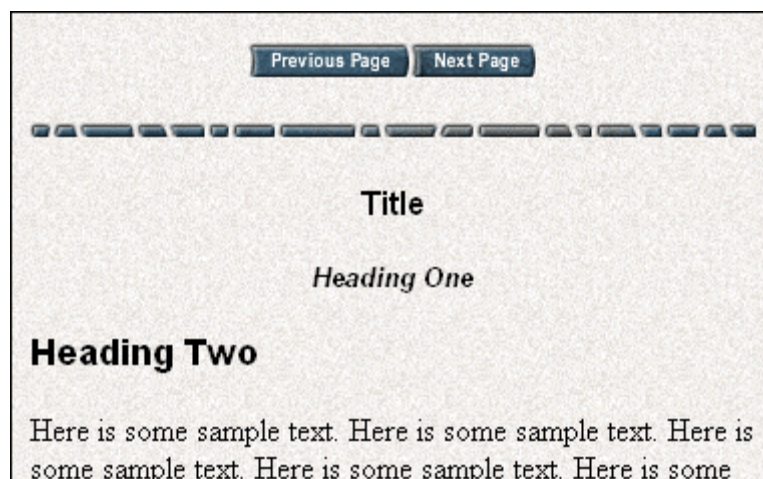 Previous Page Next Page
Title
Heading One
Heading Two
Here is some sample text. Here is some sample text. Here is
some sample text. Here is some sample text. Here is some